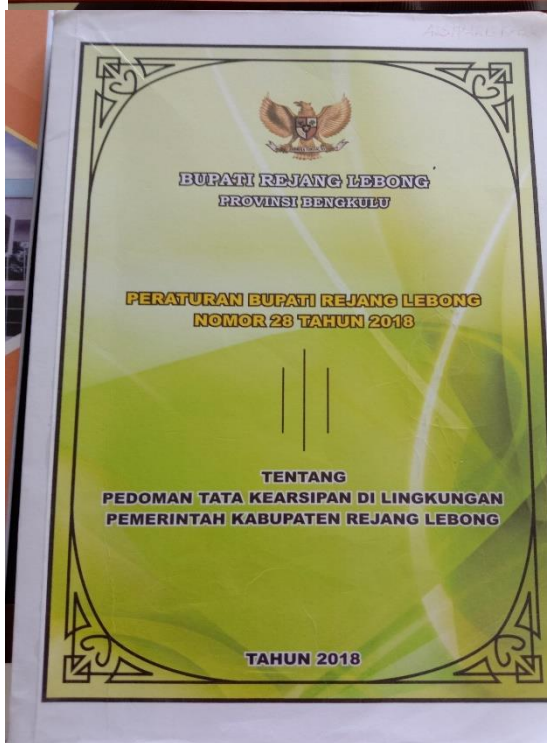 BUPATI REJANG LEBONG
PROVINSI BENGKULU
PERATURAN BUPATI REJANG LEBONG
NOMOR 28 TAHUN 2018
TENTANG
PEDOMAN TATA KEARSIPAN DI LINGKUNGAN
PEMERINTAH KABUPATEN REJANG LEBONG
TAHUN 2018